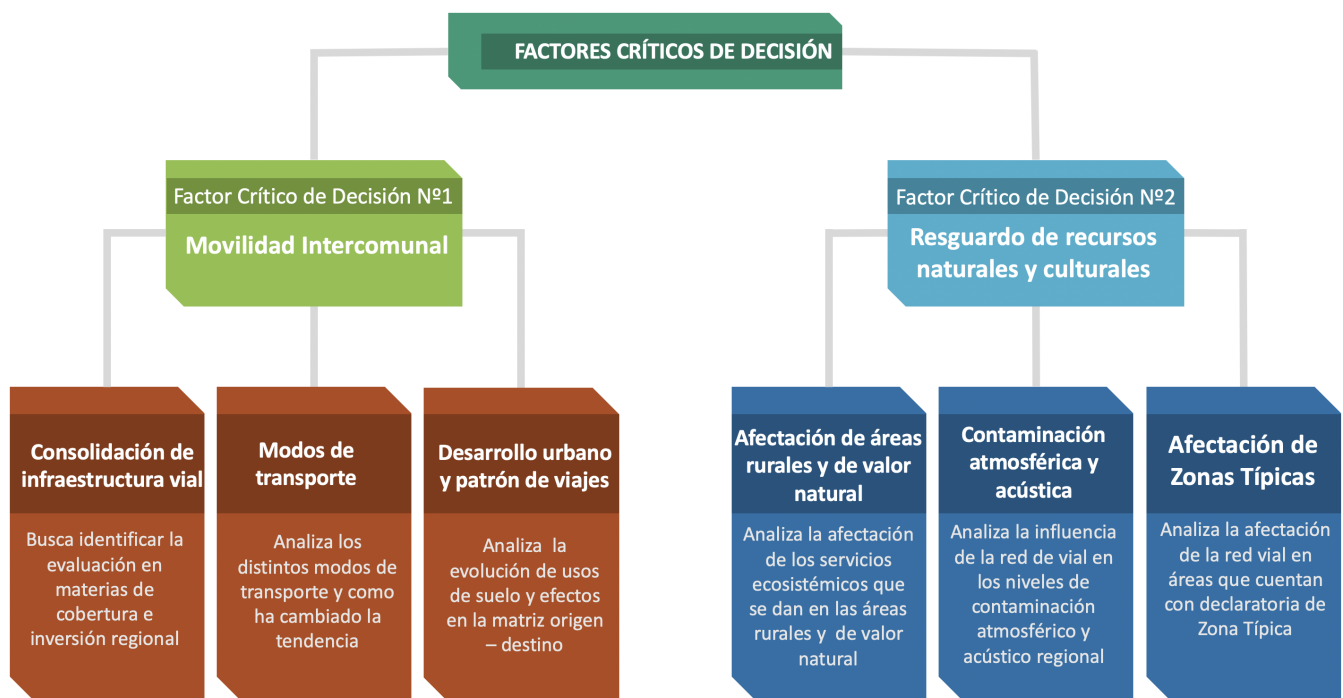 FACTORES CRÍTICOS DE DECISIÓN
Factor Crítico de Decisión Nº1
Movilidad Intercomunal
Factor Crítico de Decisión Nº2
Resguardo de recursos
naturales y culturales
Consolidación de
infraestructura vial
Busca identificar la
evaluación en
materias de
cobertura e
inversión regional
Modos de
transporte
Analiza los
distintos modos de
transporte y como
ha cambiado la
tendencia
Desarrollo urbano
y patrón de viajes
Analiza la
evolución de usos
de suelo y efectos
en la matriz origen
– destino
Afectación de áreas
rurales y de valor
natural
Analiza la afectación
de los servicios
ecosistémicos que
se dan en las áreas
rurales y de valor
natural
Contaminación
atmosférica y
acústica
Analiza la influencia
de la red de vial en
los niveles de
contaminación
atmosférico y
acústico regional
Afectación de
Zonas Típicas
Analiza la afectación
de la red vial en
áreas que cuentan
con declaratoria de
Zona Típica